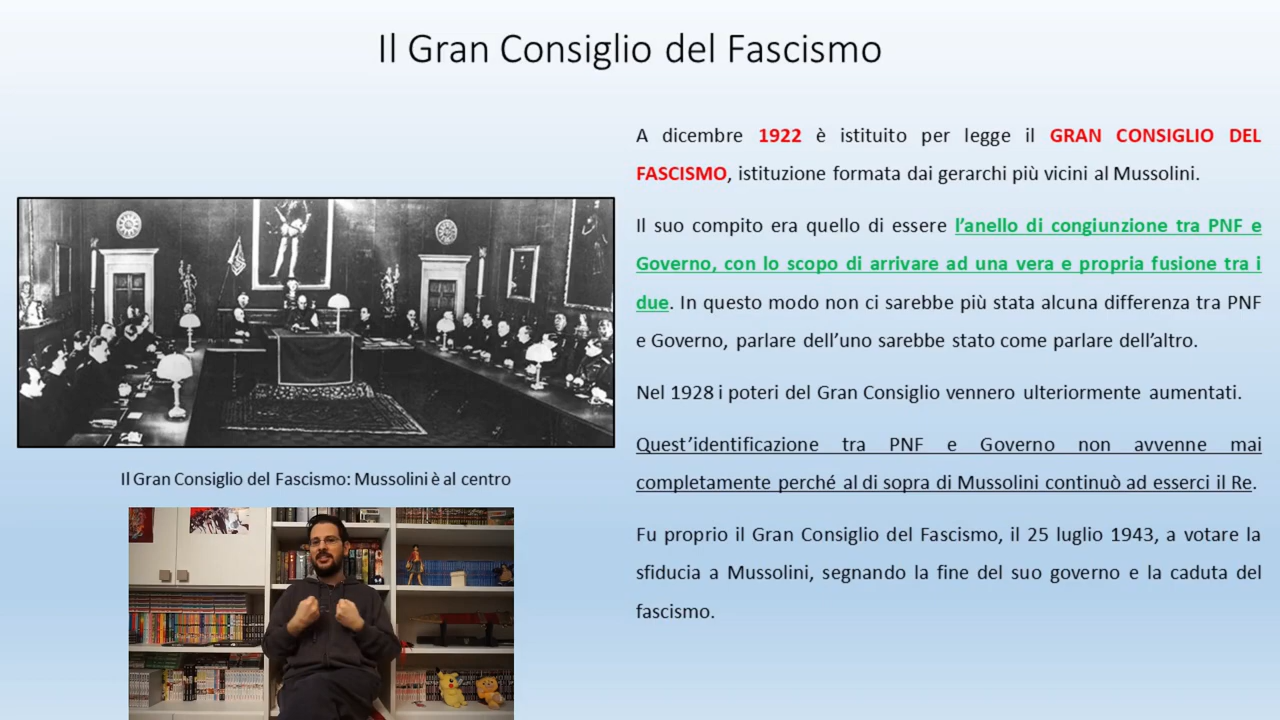 Il Gran Consiglio del Fascismo
A dicembre 1922 è istituito per legge il GRAN CONSIGLIO DEL
FASCISMO, istituzione formata dai gerarchi più vicini al Mussolini.
Il suo compito era quello di essere l’anello di congiunzione tra PNF e
Governo, con lo scopo di arrivare ad una vera e propria fusione tra i
due. In questo modo non ci sarebbe più stata alcuna differenza tra PNF
e Governo, parlare dell’uno sarebbe stato come parlare dell’altro.
Nel 1928 i poteri del Gran Consiglio vennero ulteriormente aumentati.
Quest’identificazione tra PNF e Governo non avvenne mai
completamente perché al di sopra di Mussolini continuò ad esserci il Re.
Fu proprio il Gran Consiglio del Fascismo, il 25 luglio 1943, a votare la
sfiducia a Mussolini, segnando la fine del suo governo e la caduta del
fascismo.
Il Gran Consiglio del Fascismo: Mussolini è al centro